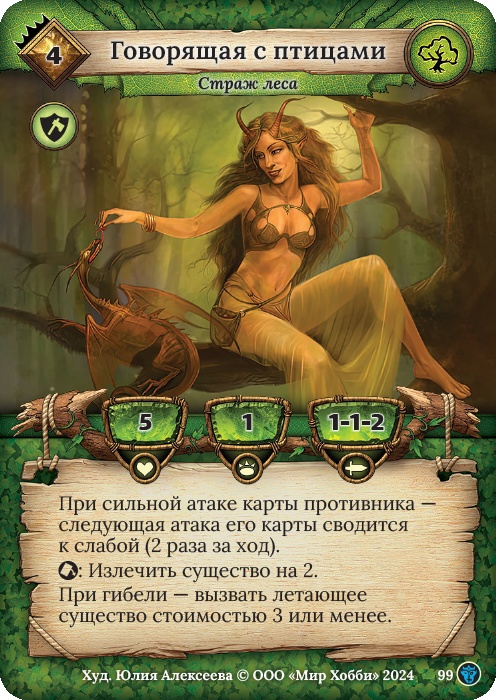 4
Говорящая с птицами
Страж леса
5
1
1-1-2
При сильной атаке карты противника —
следующая атака его карты сводится
к слабой (2 раза за ход).
: Излечить существо на 2.
При гибели — вызвать летающее
существо стоимостью 3 или менее.
Худ. Юлия Алексеева © ООО «Мир Хобби» 2024
99